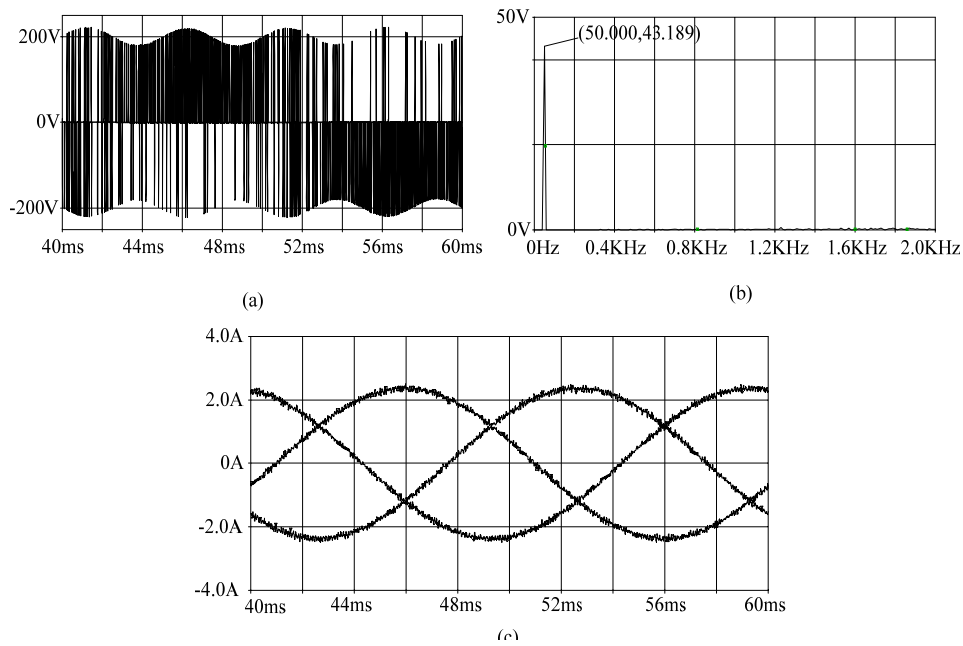 200V
0V
-200V
40ms 44ms 48ms 52ms 56ms 60ms
(a)
50V
(50.000,43.189)
0V
0Hz 0.4KHz 0.8KHz 1.2KHz 1.6KHz 2.0KHz
(b)
4.0A
2.0A
0A
-2.0A
-4.0A
40ms 44ms 48ms 52ms 56ms 60ms
(c)